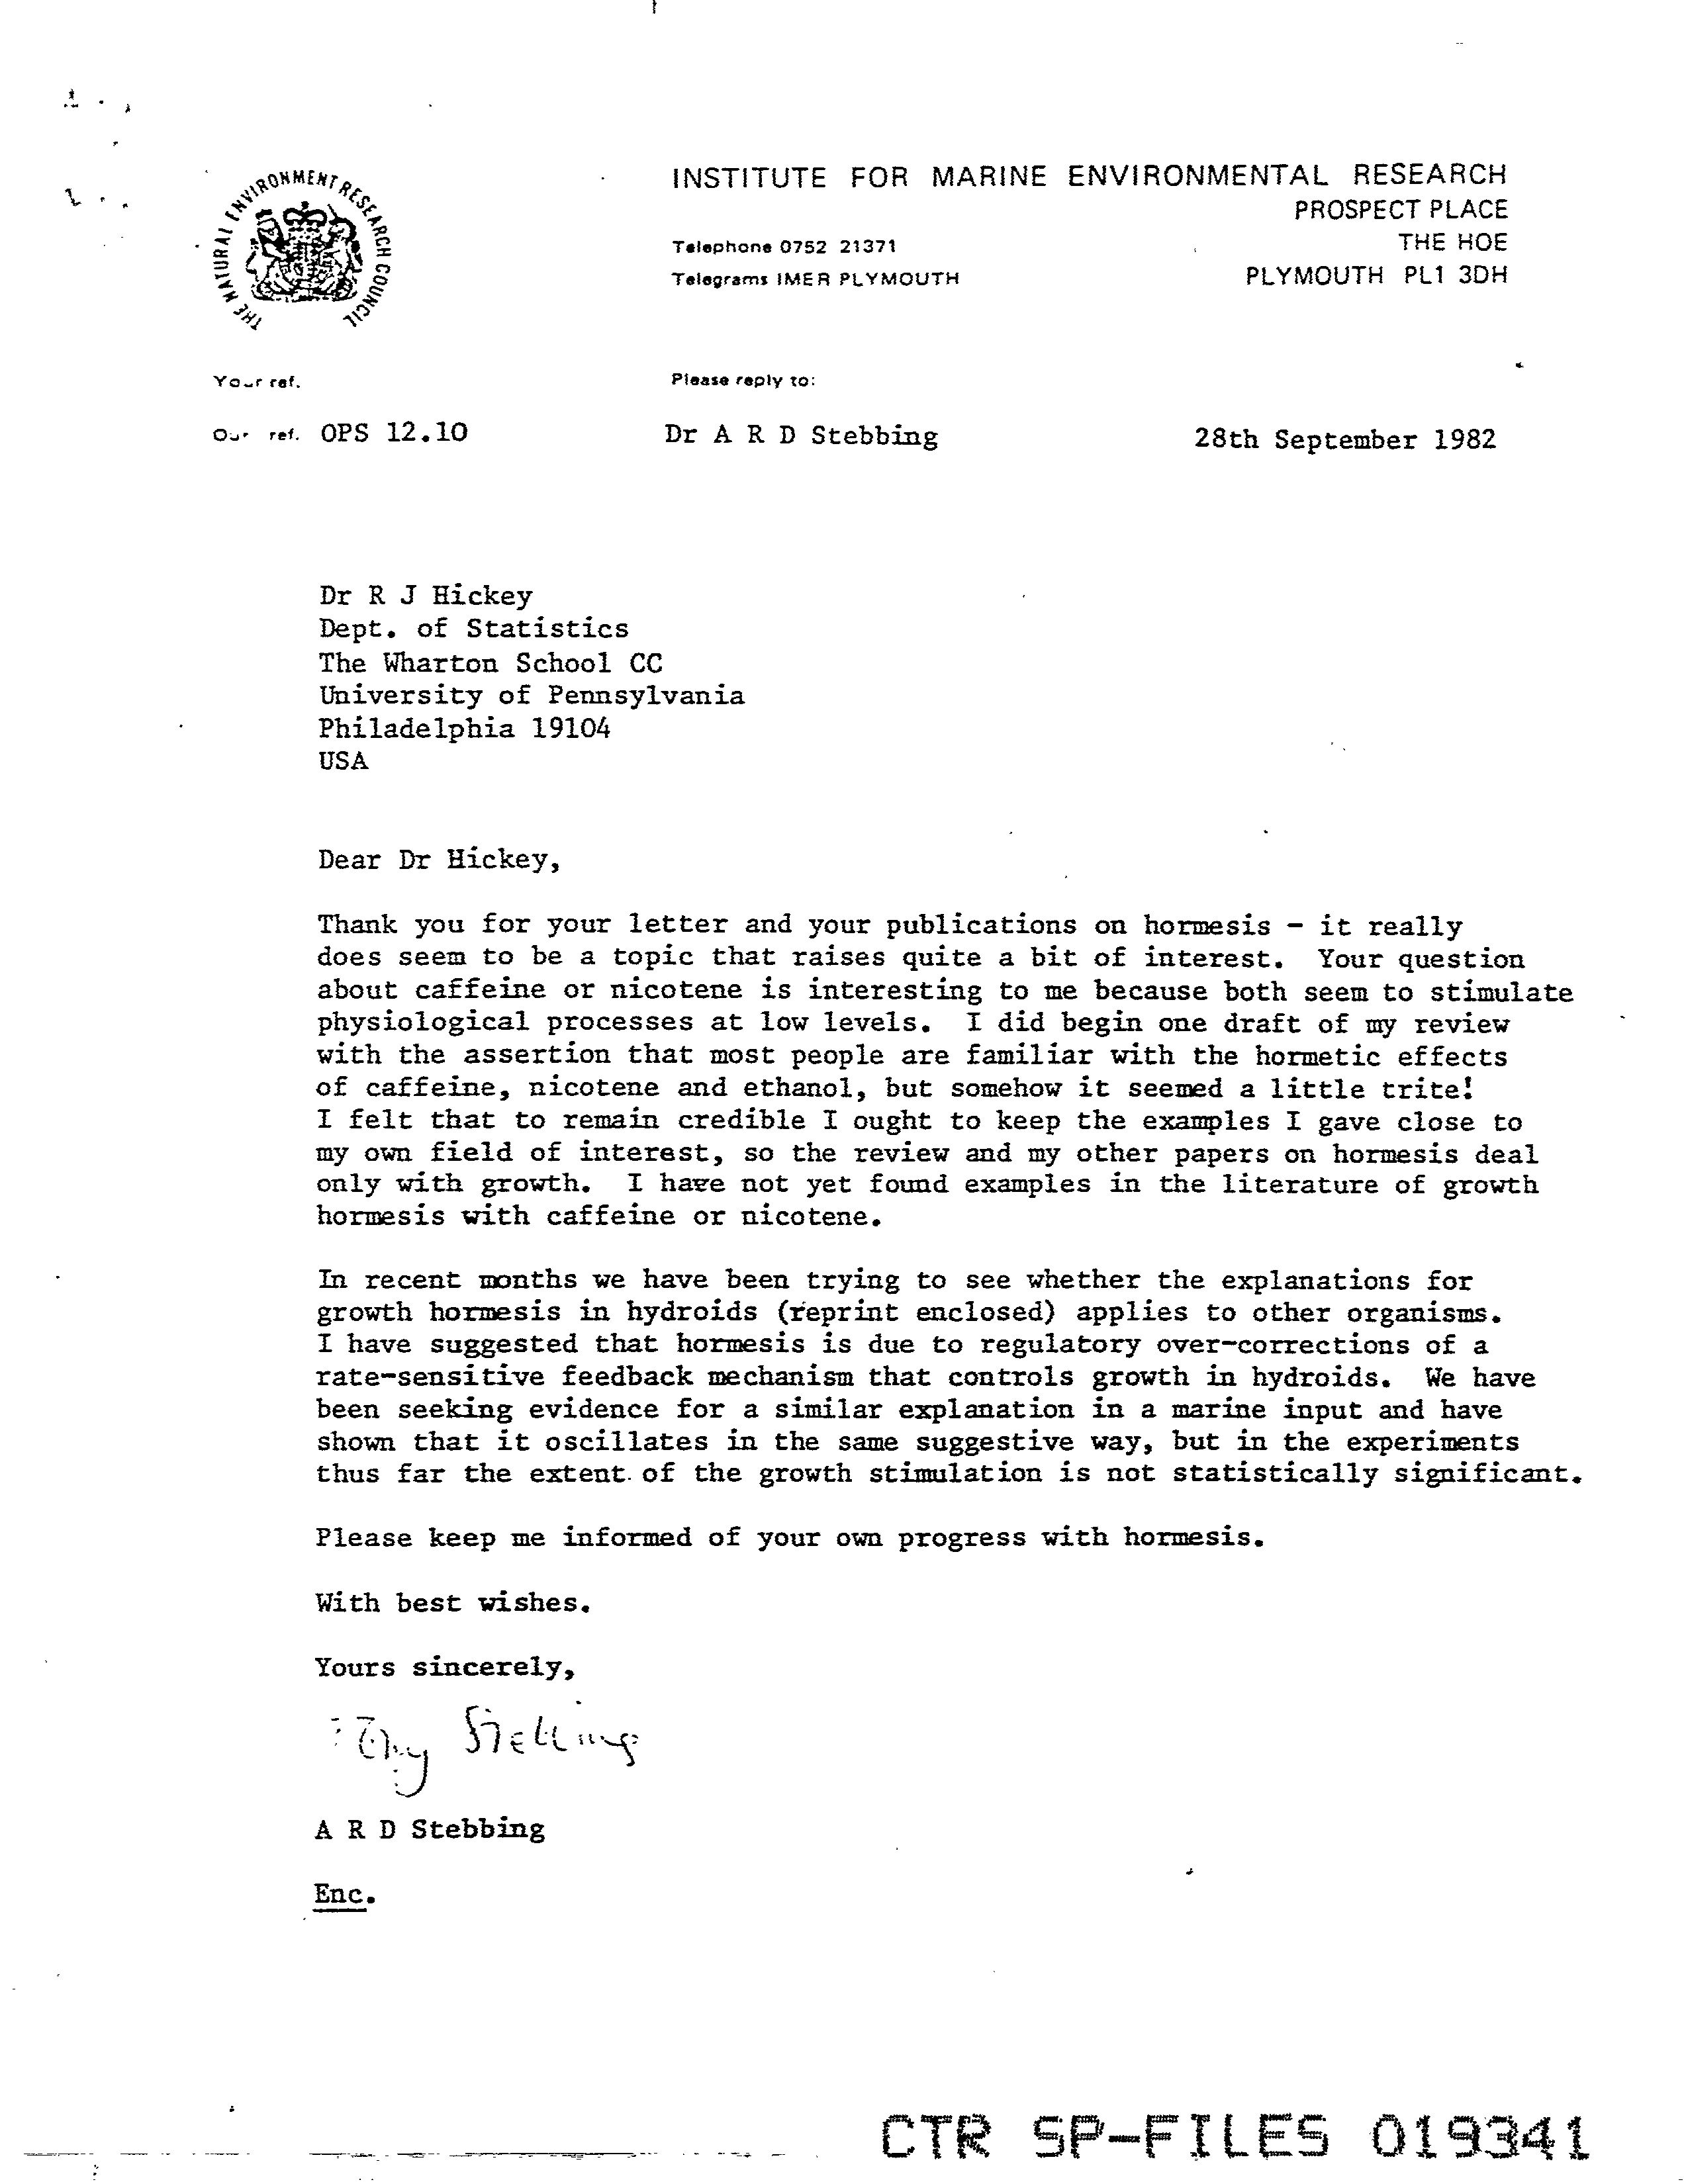 THE NATURAL ENVIRONMENT RESEARCH COUNCIL
INSTITUTE FOR MARINE ENVIRONMENTAL RESEARCH
PROSPECT PLACE
Telephone 0752 21371 THE HOE
Telegrams IMER PLYMOUTH PLYMOUTH PL1 3DH
Your ref. Please reply to:
Our ref. OPS 12.10 Dr A R D Stebbing 28th September 1982
Dr R J Hickey
Dept. of Statistics
The Wharton School CC
University of Pennsylvania
Philadelphia 19104
USA
Dear Dr Hickey,
Thank you for your letter and your publications on hormesis - it really
does seem to be a topic that raises quite a bit of interest. Your question
about caffeine or nicotene is interesting to me because both seem to stimulate
physiological processes at low levels. I did begin one draft of my review
with the assertion that most people are familiar with the hormetic effects
of caffeine, nicotene and ethanol, but somehow it seemed a little trite!
I felt that to remain credible I ought to keep the examples I gave close to
my own field of interest, so the review and my other papers on hormesis deal
only with growth. I have not yet found examples in the literature of growth
hormesis with caffeine or nicotene.
In recent months we have been trying to see whether the explanations for
growth hormesis in hydroids (reprint enclosed) applies to other organisms.
I have suggested that hormesis is due to regulatory over-corrections of a
rate-sensitive feedback mechanism that controls growth in hydroids. We have
been seeking evidence for a similar explanation in a marine input and have
shown that it oscillates in the same suggestive way, but in the experiments
thus far the extent of the growth stimulation is not statistically significant.
Please keep me informed of your own progress with hormesis.
With best wishes.
Yours sincerely,
Tony Stebbing
A R D Stebbing
Enc.
CTR SP-FILES 019341